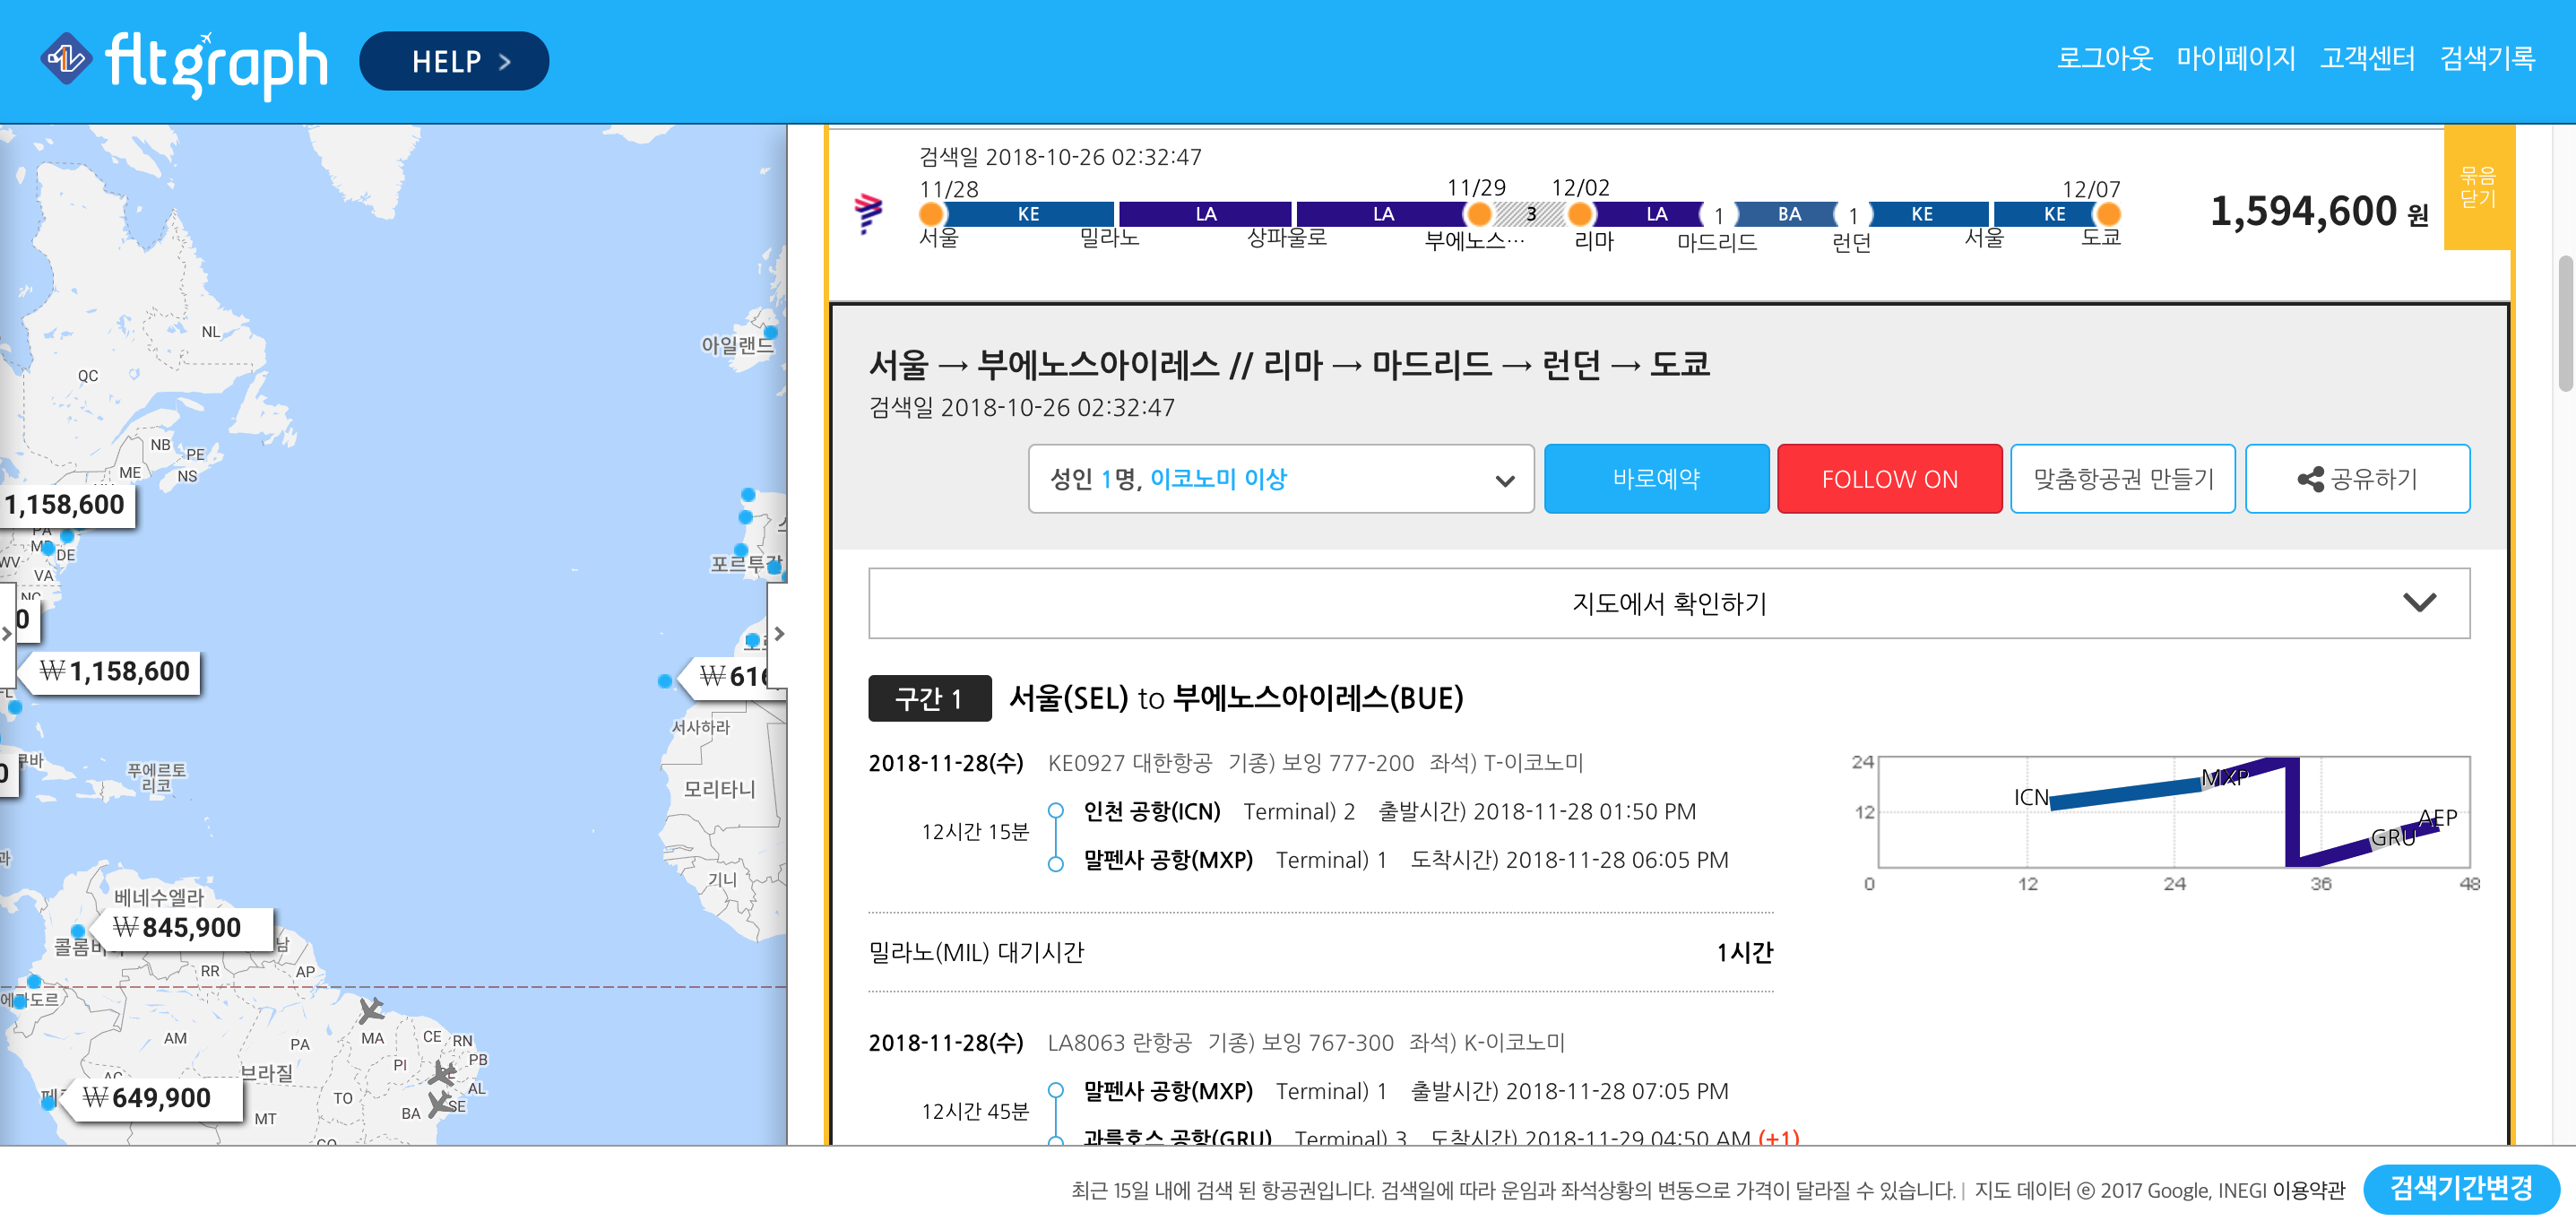 fltgraph
HELP >
로그아웃 마이페이지 고객센터 검색기록
NL
QC
아일랜드
NB
PE
ME
NS
1,158,600
PA
MD
DE
WV
VA
NC
포르투갈
0
₩1,158,600
₩616
서사하라
쿠바
푸에르토
리코
0
모리타니
기니
베네수엘라
₩845,900
콜롬비
남
RR
AP
AM
PA
MA
CE
RN
PB
PI
브라질
AL
₩649,900
TO
BA
SE
MT
검색일 2018-10-26 02:32:47
11/28 11/29 12/02 12/07
KE LA LA 3 LA 1 BA 1 KE KE
서울 밀라노 상파울로 부에노스… 리마 마드리드 런던 서울 도쿄
1,594,600 원
묶음
닫기
서울 → 부에노스아이레스 // 리마 → 마드리드 → 런던 → 도쿄
검색일 2018-10-26 02:32:47
성인 1명, 이코노미 이상
바로예약
FOLLOW ON
맞춤항공권 만들기
공유하기
지도에서 확인하기
구간 1 서울(SEL) to 부에노스아이레스(BUE)
2018-11-28(수) KE0927 대한항공 기종) 보잉 777-200 좌석) T-이코노미
인천 공항(ICN) Terminal) 2 출발시간) 2018-11-28 01:50 PM
12시간 15분
말펜사 공항(MXP) Terminal) 1 도착시간) 2018-11-28 06:05 PM
24
12
ICN
MXP
GRU
AEP
0 12 24 36 48
밀라노(MIL) 대기시간 1시간
2018-11-28(수) LA8063 란항공 기종) 보잉 767-300 좌석) K-이코노미
말펜사 공항(MXP) Terminal) 1 출발시간) 2018-11-28 07:05 PM
12시간 45분
과를호스 공항(GRU) Terminal) 3 도착시간) 2018-11-29 04:50 AM (+1)
최근 15일 내에 검색 된 항공권입니다. 검색일에 따라 운임과 좌석상황의 변동으로 가격이 달라질 수 있습니다. | 지도 데이터 ⓔ 2017 Google, INEGI 이용약관
검색기간변경